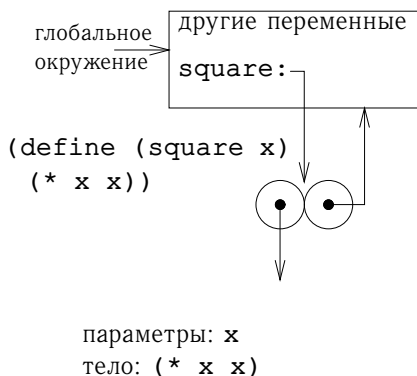 другие переменные
глобальное
окружение
square:
(define (square x)
(* x x))
параметры: x
тело: (* x x)